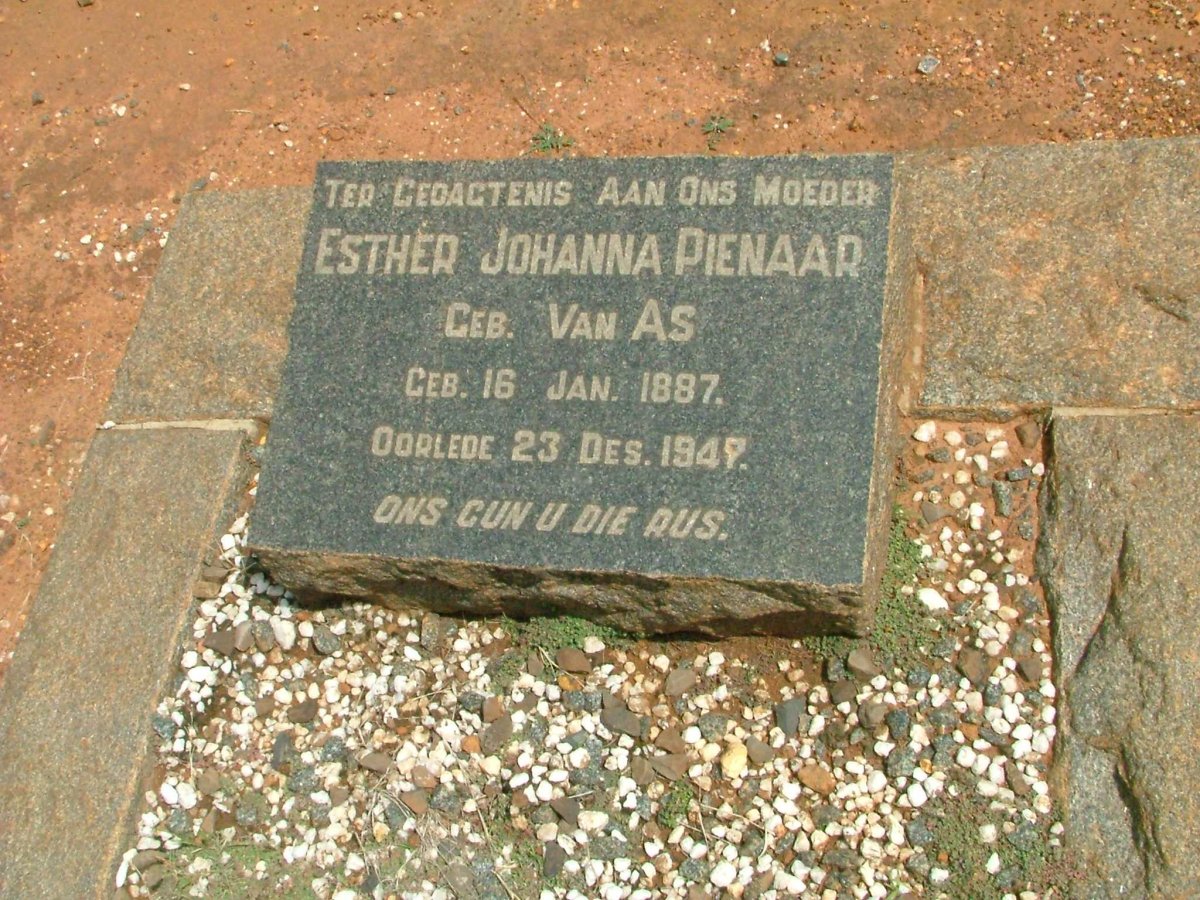 TER GEDAGTENIS AAN ONS MOEDER
ESTHER JOHANNA PIENAAR
GEB. VAN AS
GEB. 16 JAN. 1887.
OORLEDE 23 DES. 1947.
ONS GUN U DIE RUS.